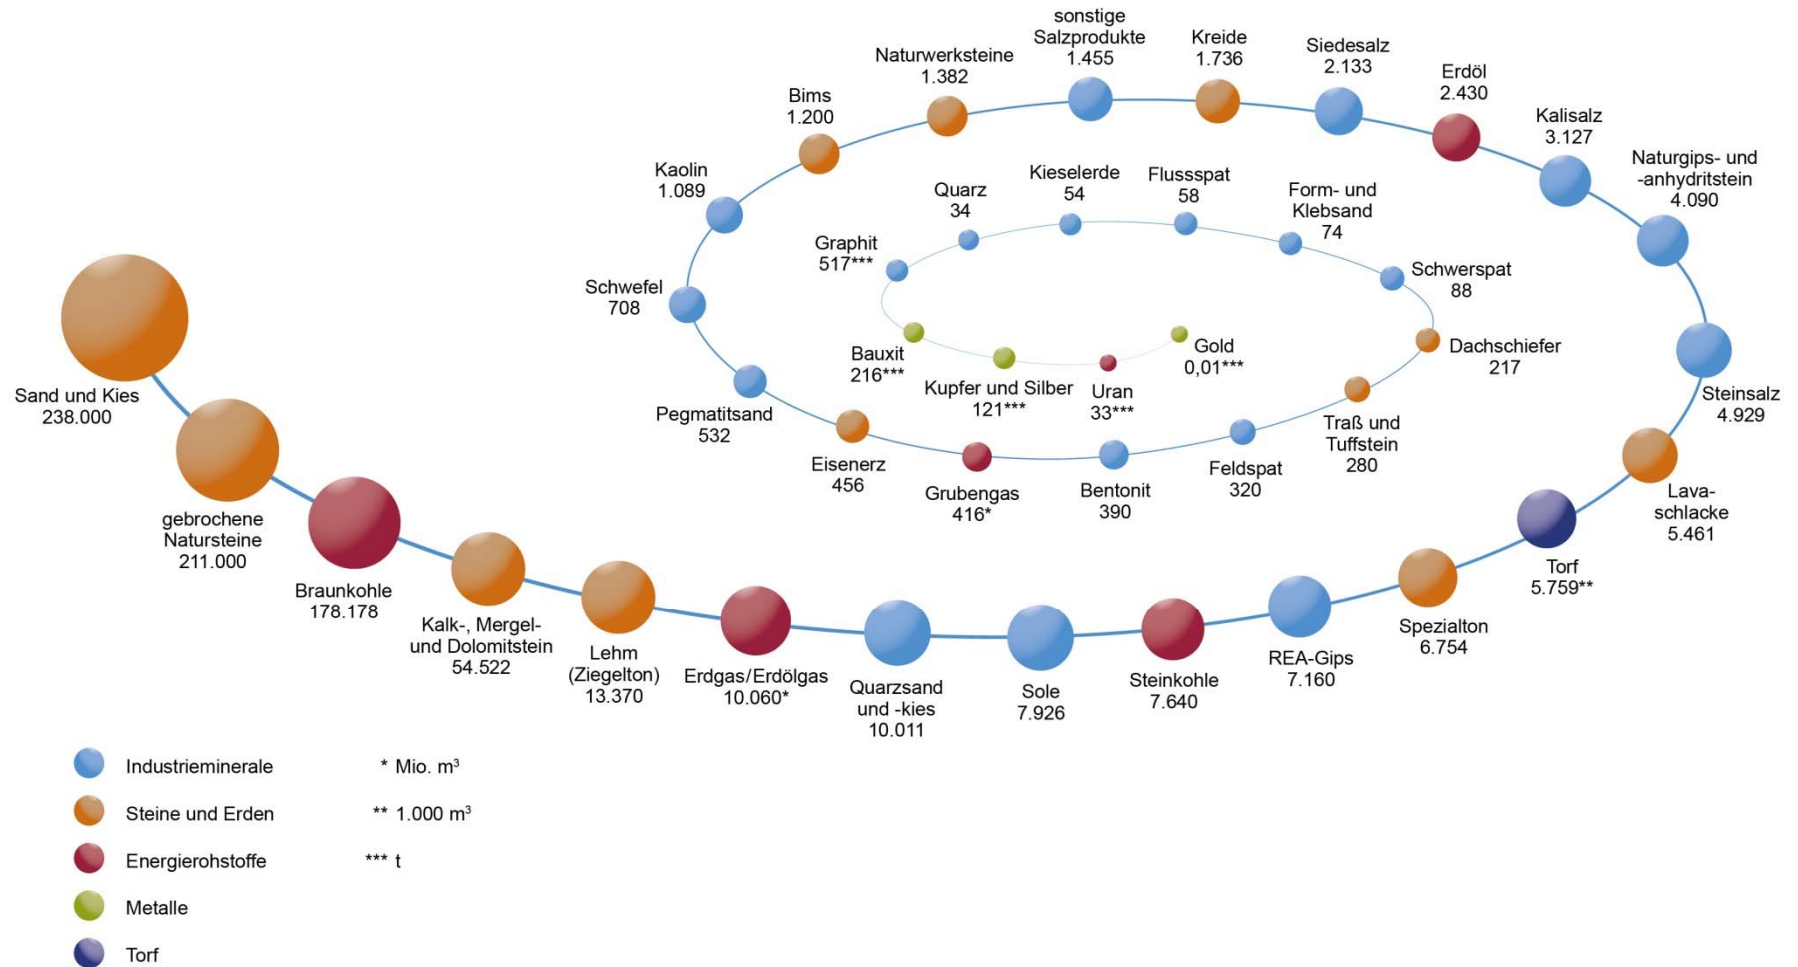 Sand und Kies
238.000
gebrochene
Natursteine
211.000
Braunkohle
178.178
Kalk-, Mergel-
und Dolomitstein
54.522
Lehm
(Ziegelton)
13.370
Erdgas/Erdölgas
10.060*
Quarzsand
und -kies
10.011
Sole
7.926
Steinkohle
7.640
REA-Gips
7.160
Spezialton
6.754
Torf
5.759**
Lava-
schlacke
5.461
Steinsalz
4.929
Naturgips- und
-anhydritstein
4.090
Kalisalz
3.127
Erdöl
2.430
Siedesalz
2.133
Kreide
1.736
sonstige
Salzprodukte
1.455
Naturwerksteine
1.382
Bims
1.200
Kaolin
1.089
Schwefel
708
Pegmatitsand
532
Eisenerz
456
Grubengas
416*
Bentonit
390
Feldspat
320
Traß und
Tuffstein
280
Dachschiefer
217
Schwerspat
88
Form- und
Klebsand
74
Flussspat
58
Kieselerde
54
Quarz
34
Graphit
517***
Bauxit
216***
Kupfer und Silber
121***
Uran
33***
Gold
0,01***
Industrieminerale
* Mio. m³
Steine und Erden
** 1.000 m³
Energierohstoffe
*** t
Metalle
Torf